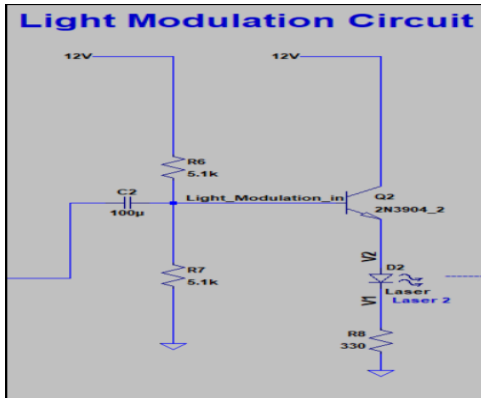 Light Modulation Circuit
12V
12V
R6
5.1k
C2
100µ
Light_Modulation_in
Q2
2N3904_2
R7
5.1k
V2
D2
Laser
Laser 2
V1
R8
330